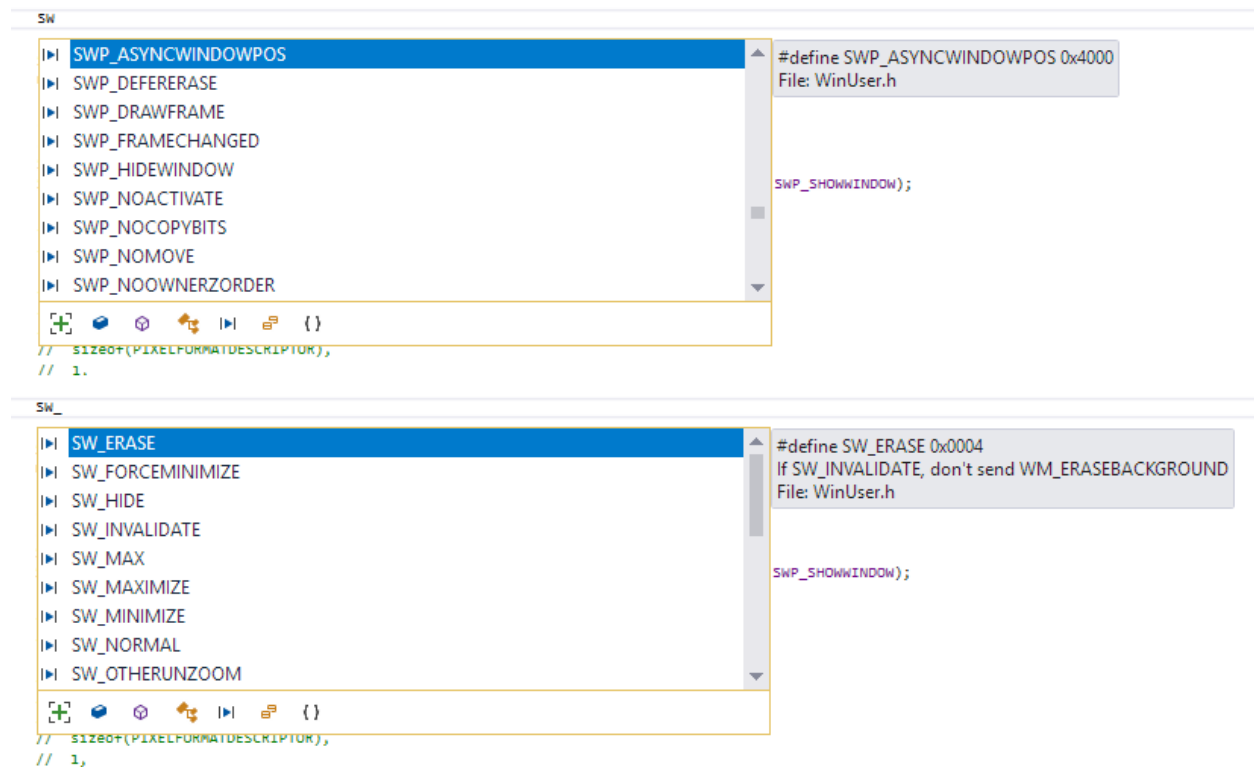 SW
SWP_ASYNCWINDOWPOS
#define SWP_ASYNCWINDOWPOS 0x4000
File: WinUser.h
SWP_DEFERERASE
SWP_DRAWFRAME
SWP_FRAMECHANGED
SWP_HIDEWINDOW
SWP_SHOWWINDOW);
SWP_NOACTIVATE
SWP_NOCOPYBITS
SWP_NOMOVE
SWP_NOOWNERZORDER
{}
// sizeof(PIXELFORMATDESCRIPTOR),
// 1.
SW_
SW_ERASE
#define SW_ERASE 0x0004
If SW_INVALIDATE, don't send WM_ERASEBACKGROUND
File: WinUser.h
SW_FORCEMINIMIZE
SW_HIDE
SW_INVALIDATE
SW_MAX
SWP_SHOWWINDOW);
SW_MAXIMIZE
SW_MINIMIZE
SW_NORMAL
SW_OTHERUNZOOM
{}
// sizeof(PIXELFORMATDESCRIPTOR),
// 1,